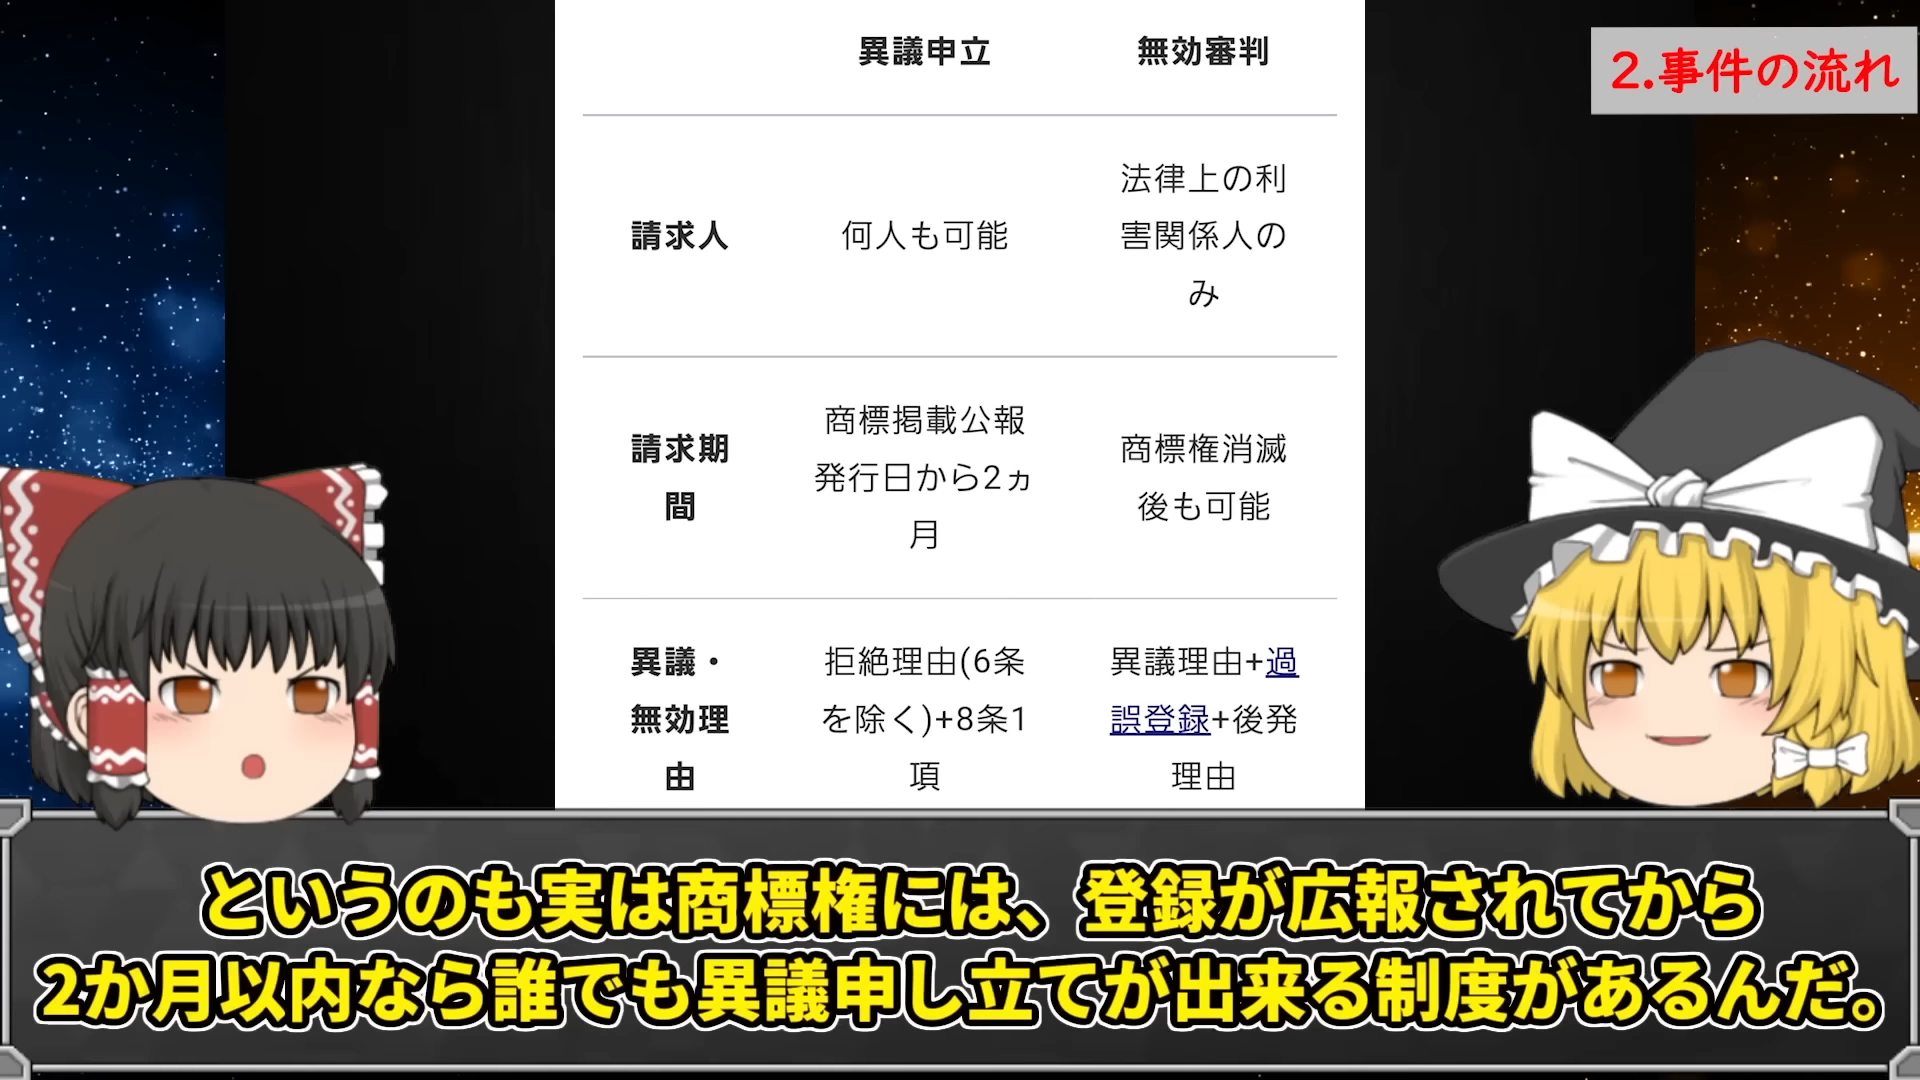 異議申立 無効審判
2.事件の流れ
請求人
何人も可能
法律上の利
害関係人の
み
請求期
間
商標掲載公報
発行日から2ヵ
月
商標権消滅
後も可能
異議・
無効理
由
拒絶理由(6条
を除く)+8条1
項
異議理由+過
誤登録+後発
理由
というのも実は商標権には、登録が広報されてから
2か月以内なら誰でも異議申し立てが出来る制度があるんだ。